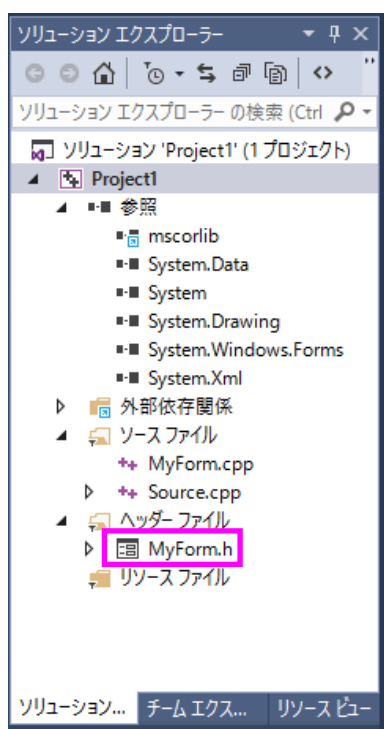 ソリューション エクスプローラー
ソリューション エクスプローラー の検索 (Ctrl
ソリューション 'Project1' (1 プロジェクト)
Project1
参照
mscorlib
System.Data
System
System.Drawing
System.Windows.Forms
System.Xml
外部依存関係
ソース ファイル
MyForm.cpp
Source.cpp
ヘッダー ファイル
MyForm.h
リソース ファイル
ソリューション... チーム エクス... リソース ビュー